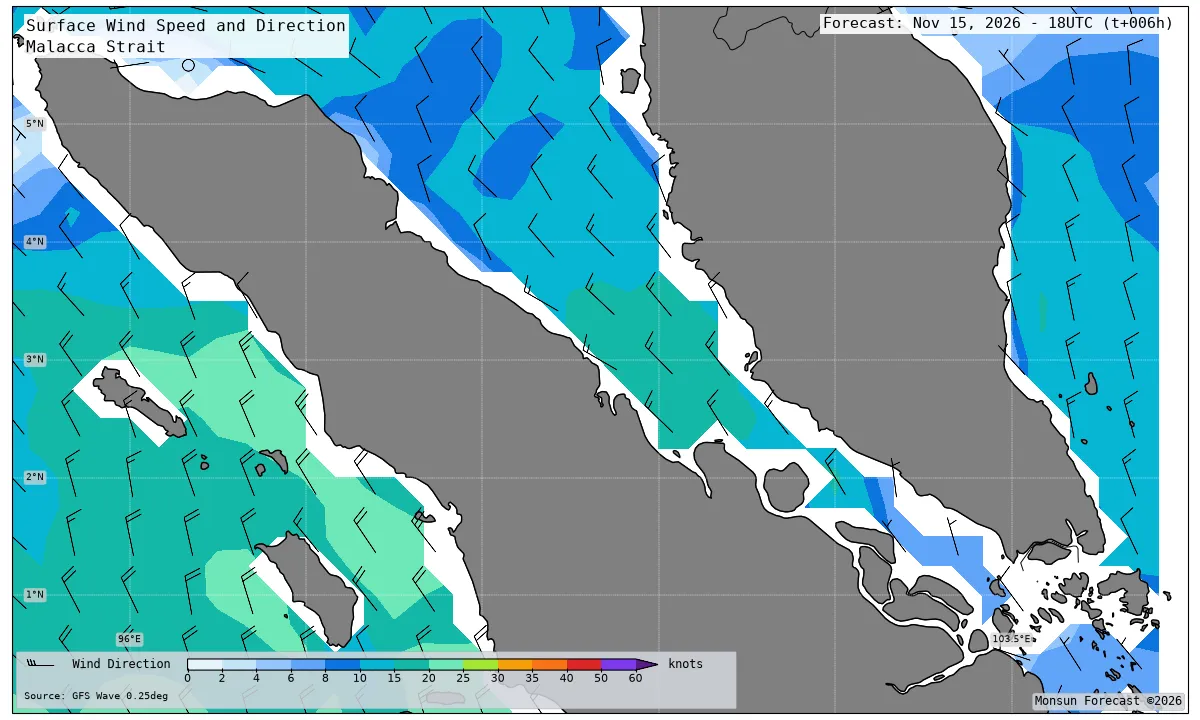 Surface Wind Speed and Direction
Malacca Strait
Forecast: Nov 15, 2026 - 18UTC (t+006h)
5°N
4°N
3°N
2°N
1°N
96°E
103.5°E
Wind Direction
knots
0 2 4 6 8 10 15 20 25 30 35 40 50 60
Source: GFS Wave 0.25deg
Monsun Forecast ©2026